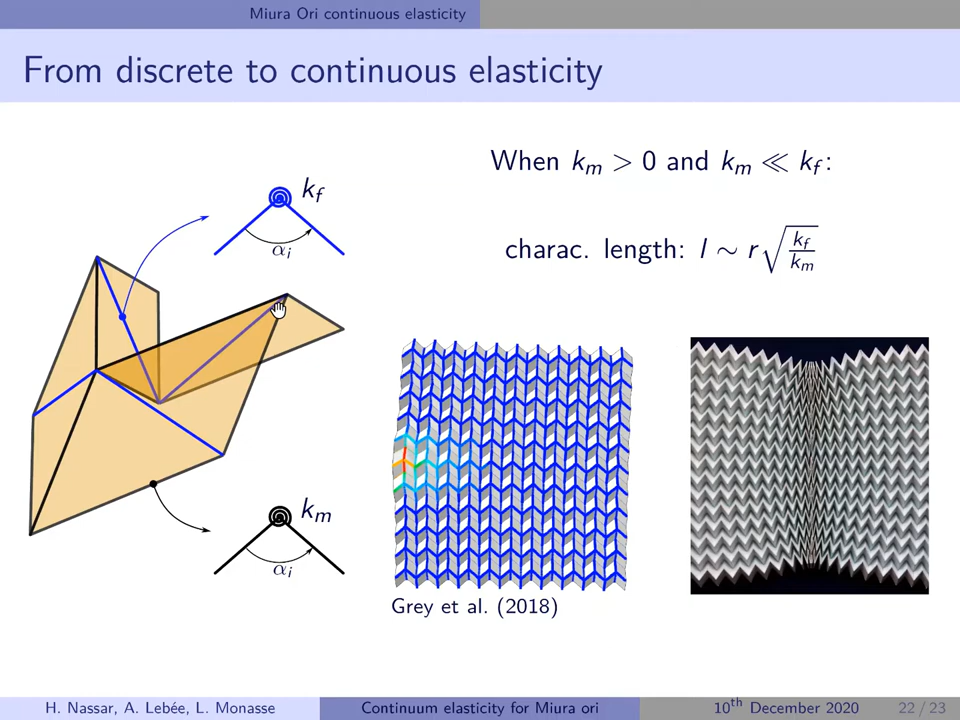 Miura Ori continuous elasticity
From discrete to continuous elasticity
When k_m > 0 and k_m ≪ k_f:
charac. length: l ∼ r√(k_f/k_m)
k_f
α_i
k_m
α_i
Grey et al. (2018)
H. Nassar, A. Lebée, L. Monasse
Continuum elasticity for Miura ori
10th December 2020
22 / 23